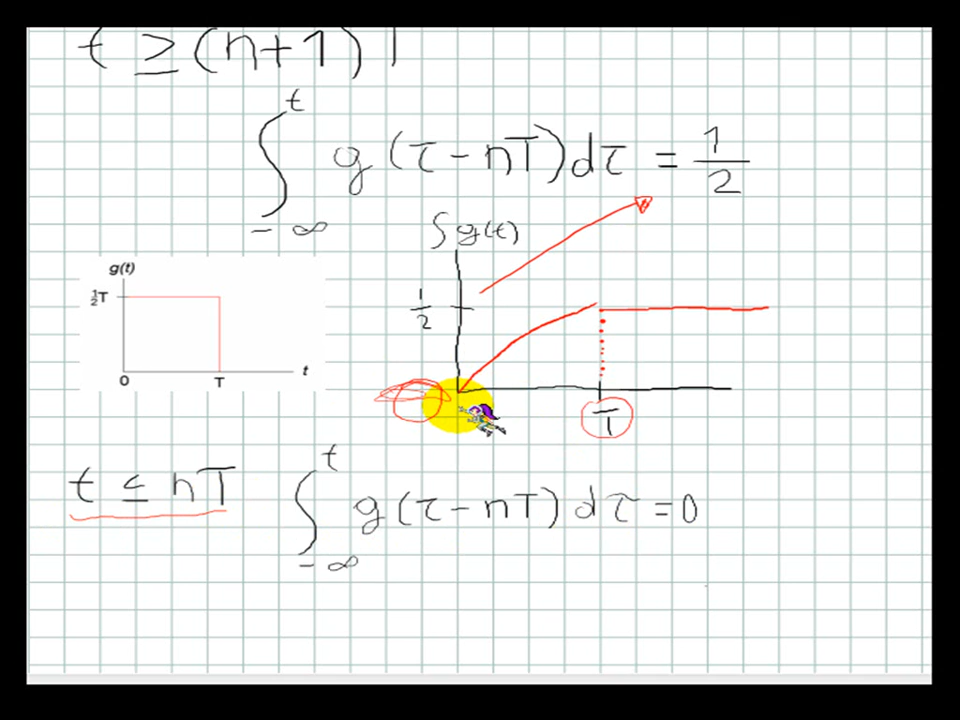 t ≥ (n+1) T
∫ t -∞ g(τ-nT)dτ = 1/2
∫g(t)
g(t)
½T
0
T
t
1/2
T
t ≤ nT ∫ t -∞ g(τ-nT)dτ = 0